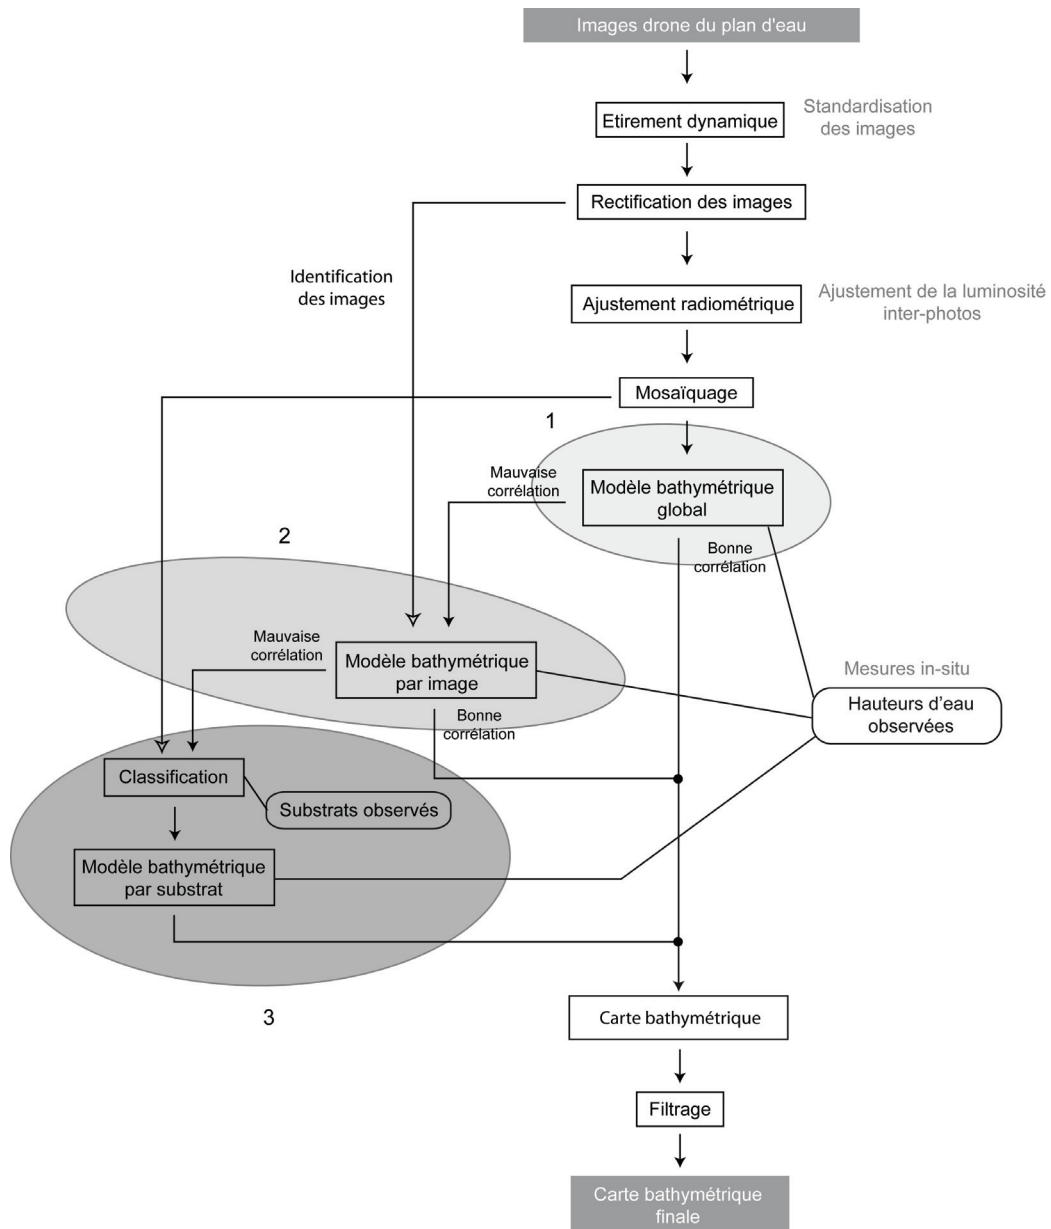 Images drone du plan d'eau
Etirement dynamique
Standardisation
des images
Rectification des images
Identification
des images
Ajustement radiométrique
Ajustement de la luminosité
inter-photos
Mosaïquage
1
Mauvaise
corrélation
Modèle bathymétrique
global
Bonne
corrélation
2
Mauvaise
corrélation
Modèle bathymétrique
par image
Bonne
corrélation
Mesures in-situ
Hauteurs d’eau
observées
Classification
Substrats observés
Modèle bathymétrique
par substrat
3
Carte bathymétrique
Filtrage
Carte bathymétrique
finale